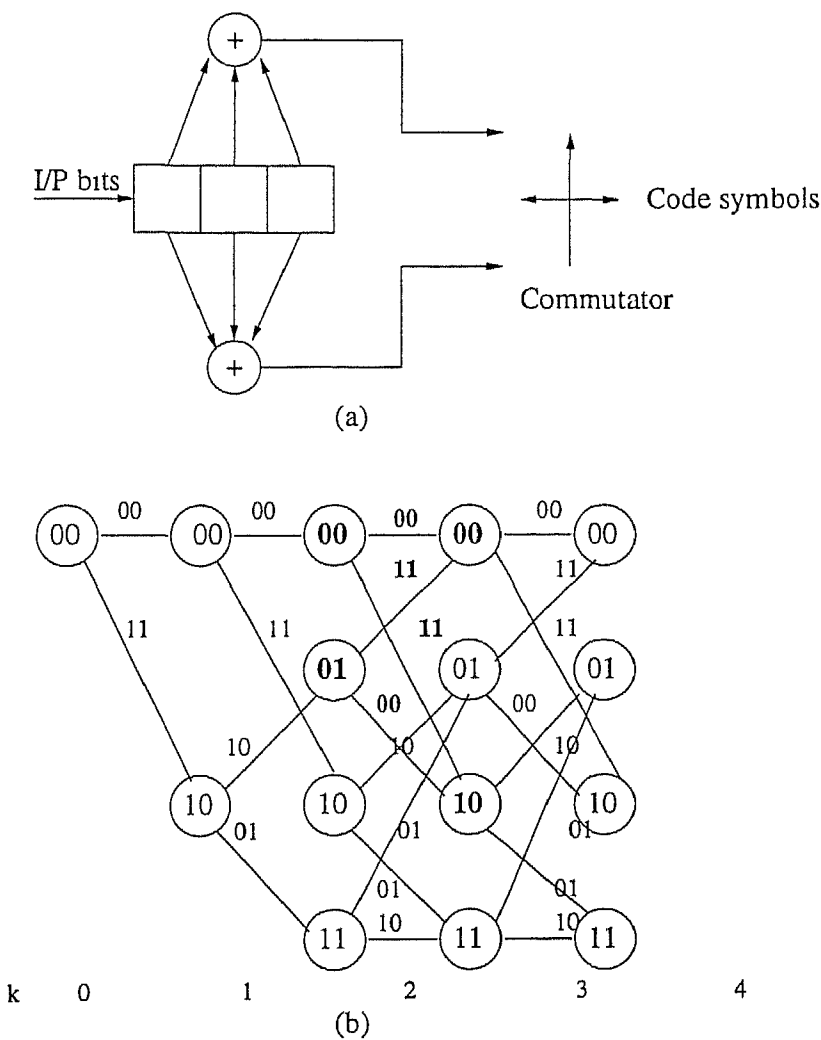 +
I/P bits
Code symbols
Commutator
+
(a)
00 00 00 00
00 00 00 00 00
11 11
11 11 11 11
01 01 01
00 00
10 10 10
10 10 10 10
01 01 01
01 01
10 10
11 11 11
k 0 1 2 3 4
(b)